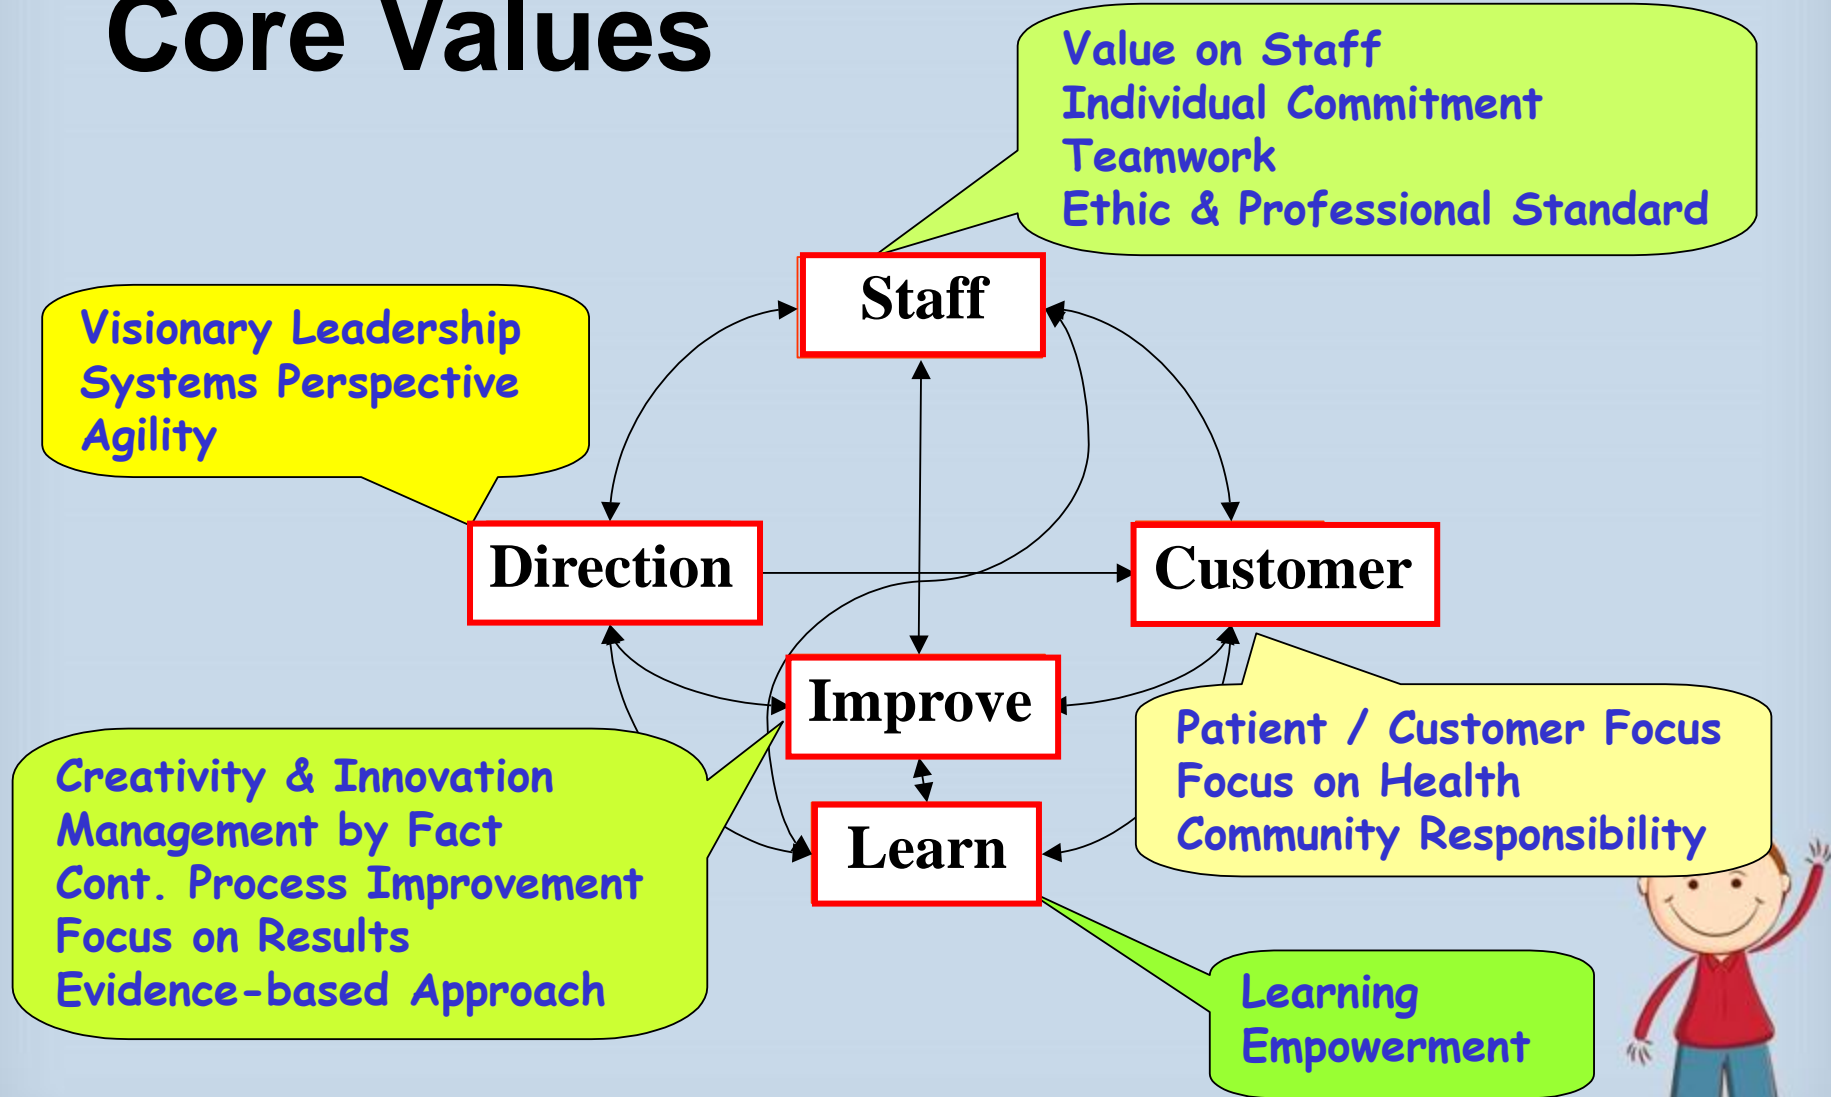 Core Values
Value on Staff
Individual Commitment
Teamwork
Ethic & Professional Standard
Staff
Visionary Leadership
Systems Perspective
Agility
Direction
Customer
Improve
Patient / Customer Focus
Focus on Health
Community Responsibility
Creativity & Innovation
Management by Fact
Cont. Process Improvement
Focus on Results
Evidence-based Approach
Learn
Learning
Empowerment